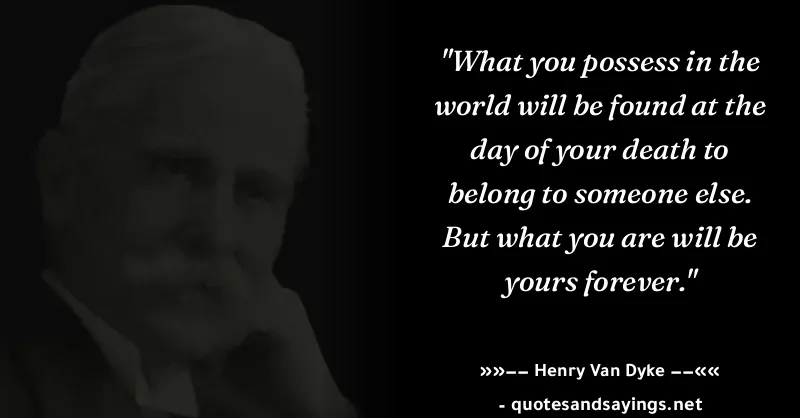 "What you possess in the
world will be found at the
day of your death to
belong to someone else.
But what you are will be
yours forever."
»»−− Henry Van Dyke −−««
- quotesandsayings.net